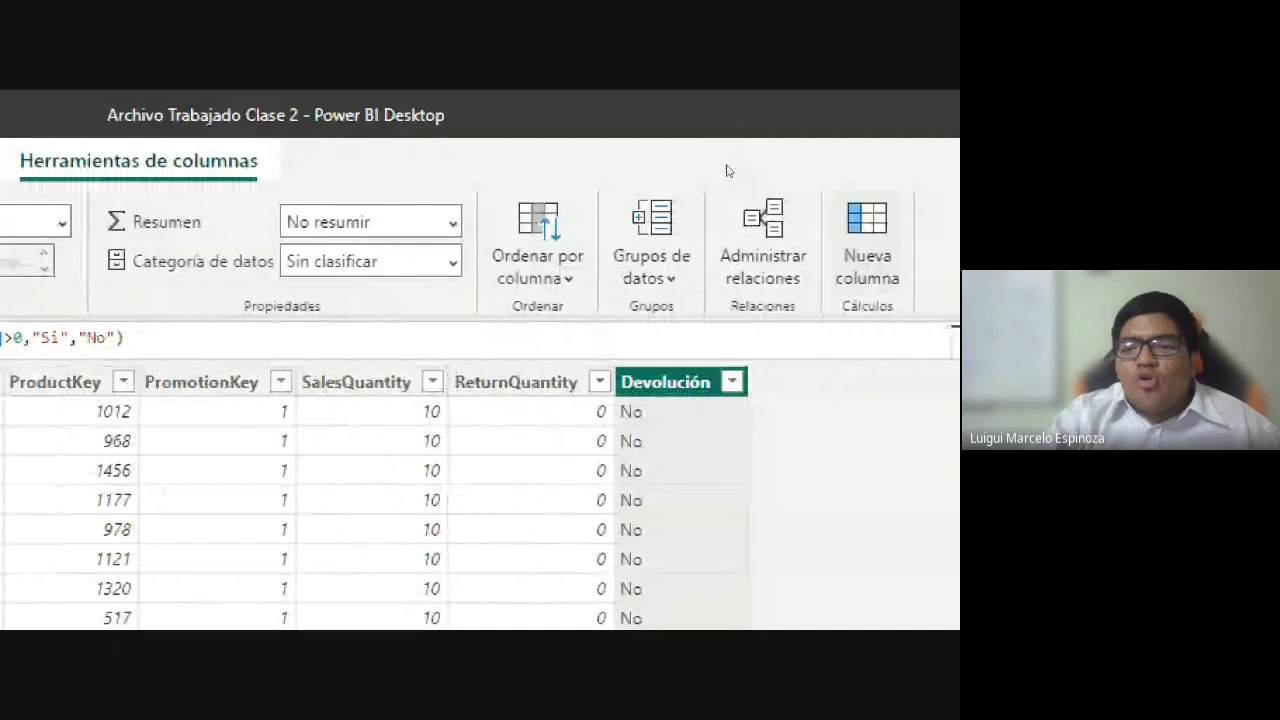 Archivo Trabajado Clase 2 - Power BI Desktop
Herramientas de columnas
Resumen
No resumir
Categoría de datos
Sin clasificar
Propiedades
Ordenar por
columna
Ordenar
Grupos de
datos
Grupos
Administrar
relaciones
Relaciones
Nueva
columna
Cálculos
>0,"Si","No")
ProductKey PromotionKey SalesQuantity ReturnQuantity Devolución
1012 1 10 0 No
968 1 10 0 No
1456 1 10 0 No
1177 1 10 0 No
978 1 10 0 No
1121 1 10 0 No
1320 1 10 0 No
517 1 10 0 No
Luigui Marcelo Espinoza